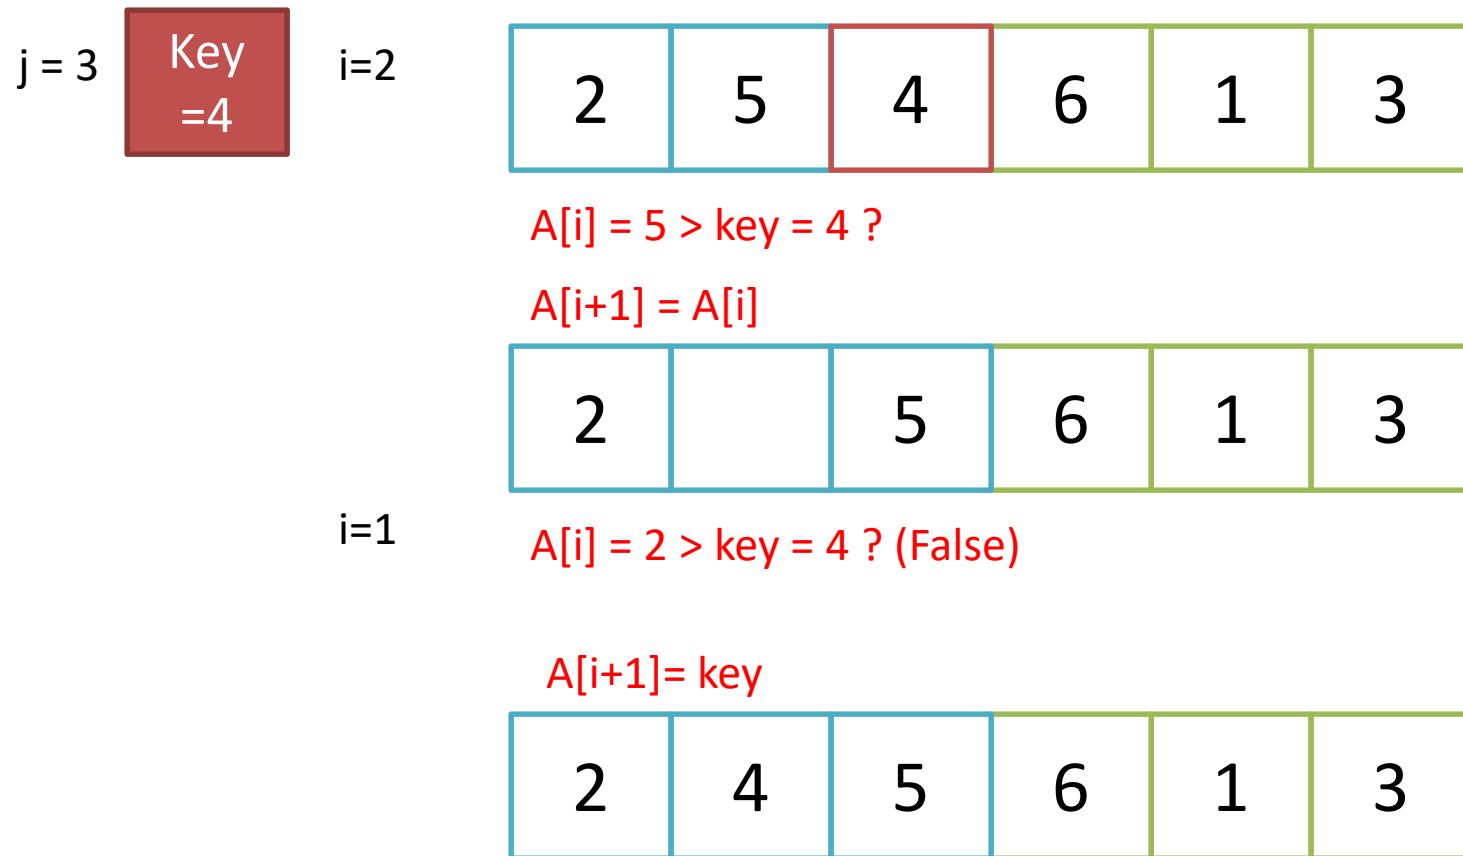 j = 3 Key =4 i=2 2 5 4 6 1 3
A[i] = 5 > key = 4 ?
A[i+1] = A[i]
2 5 6 1 3
i=1 A[i] = 2 > key = 4 ? (False)
A[i+1]= key
2 4 5 6 1 3